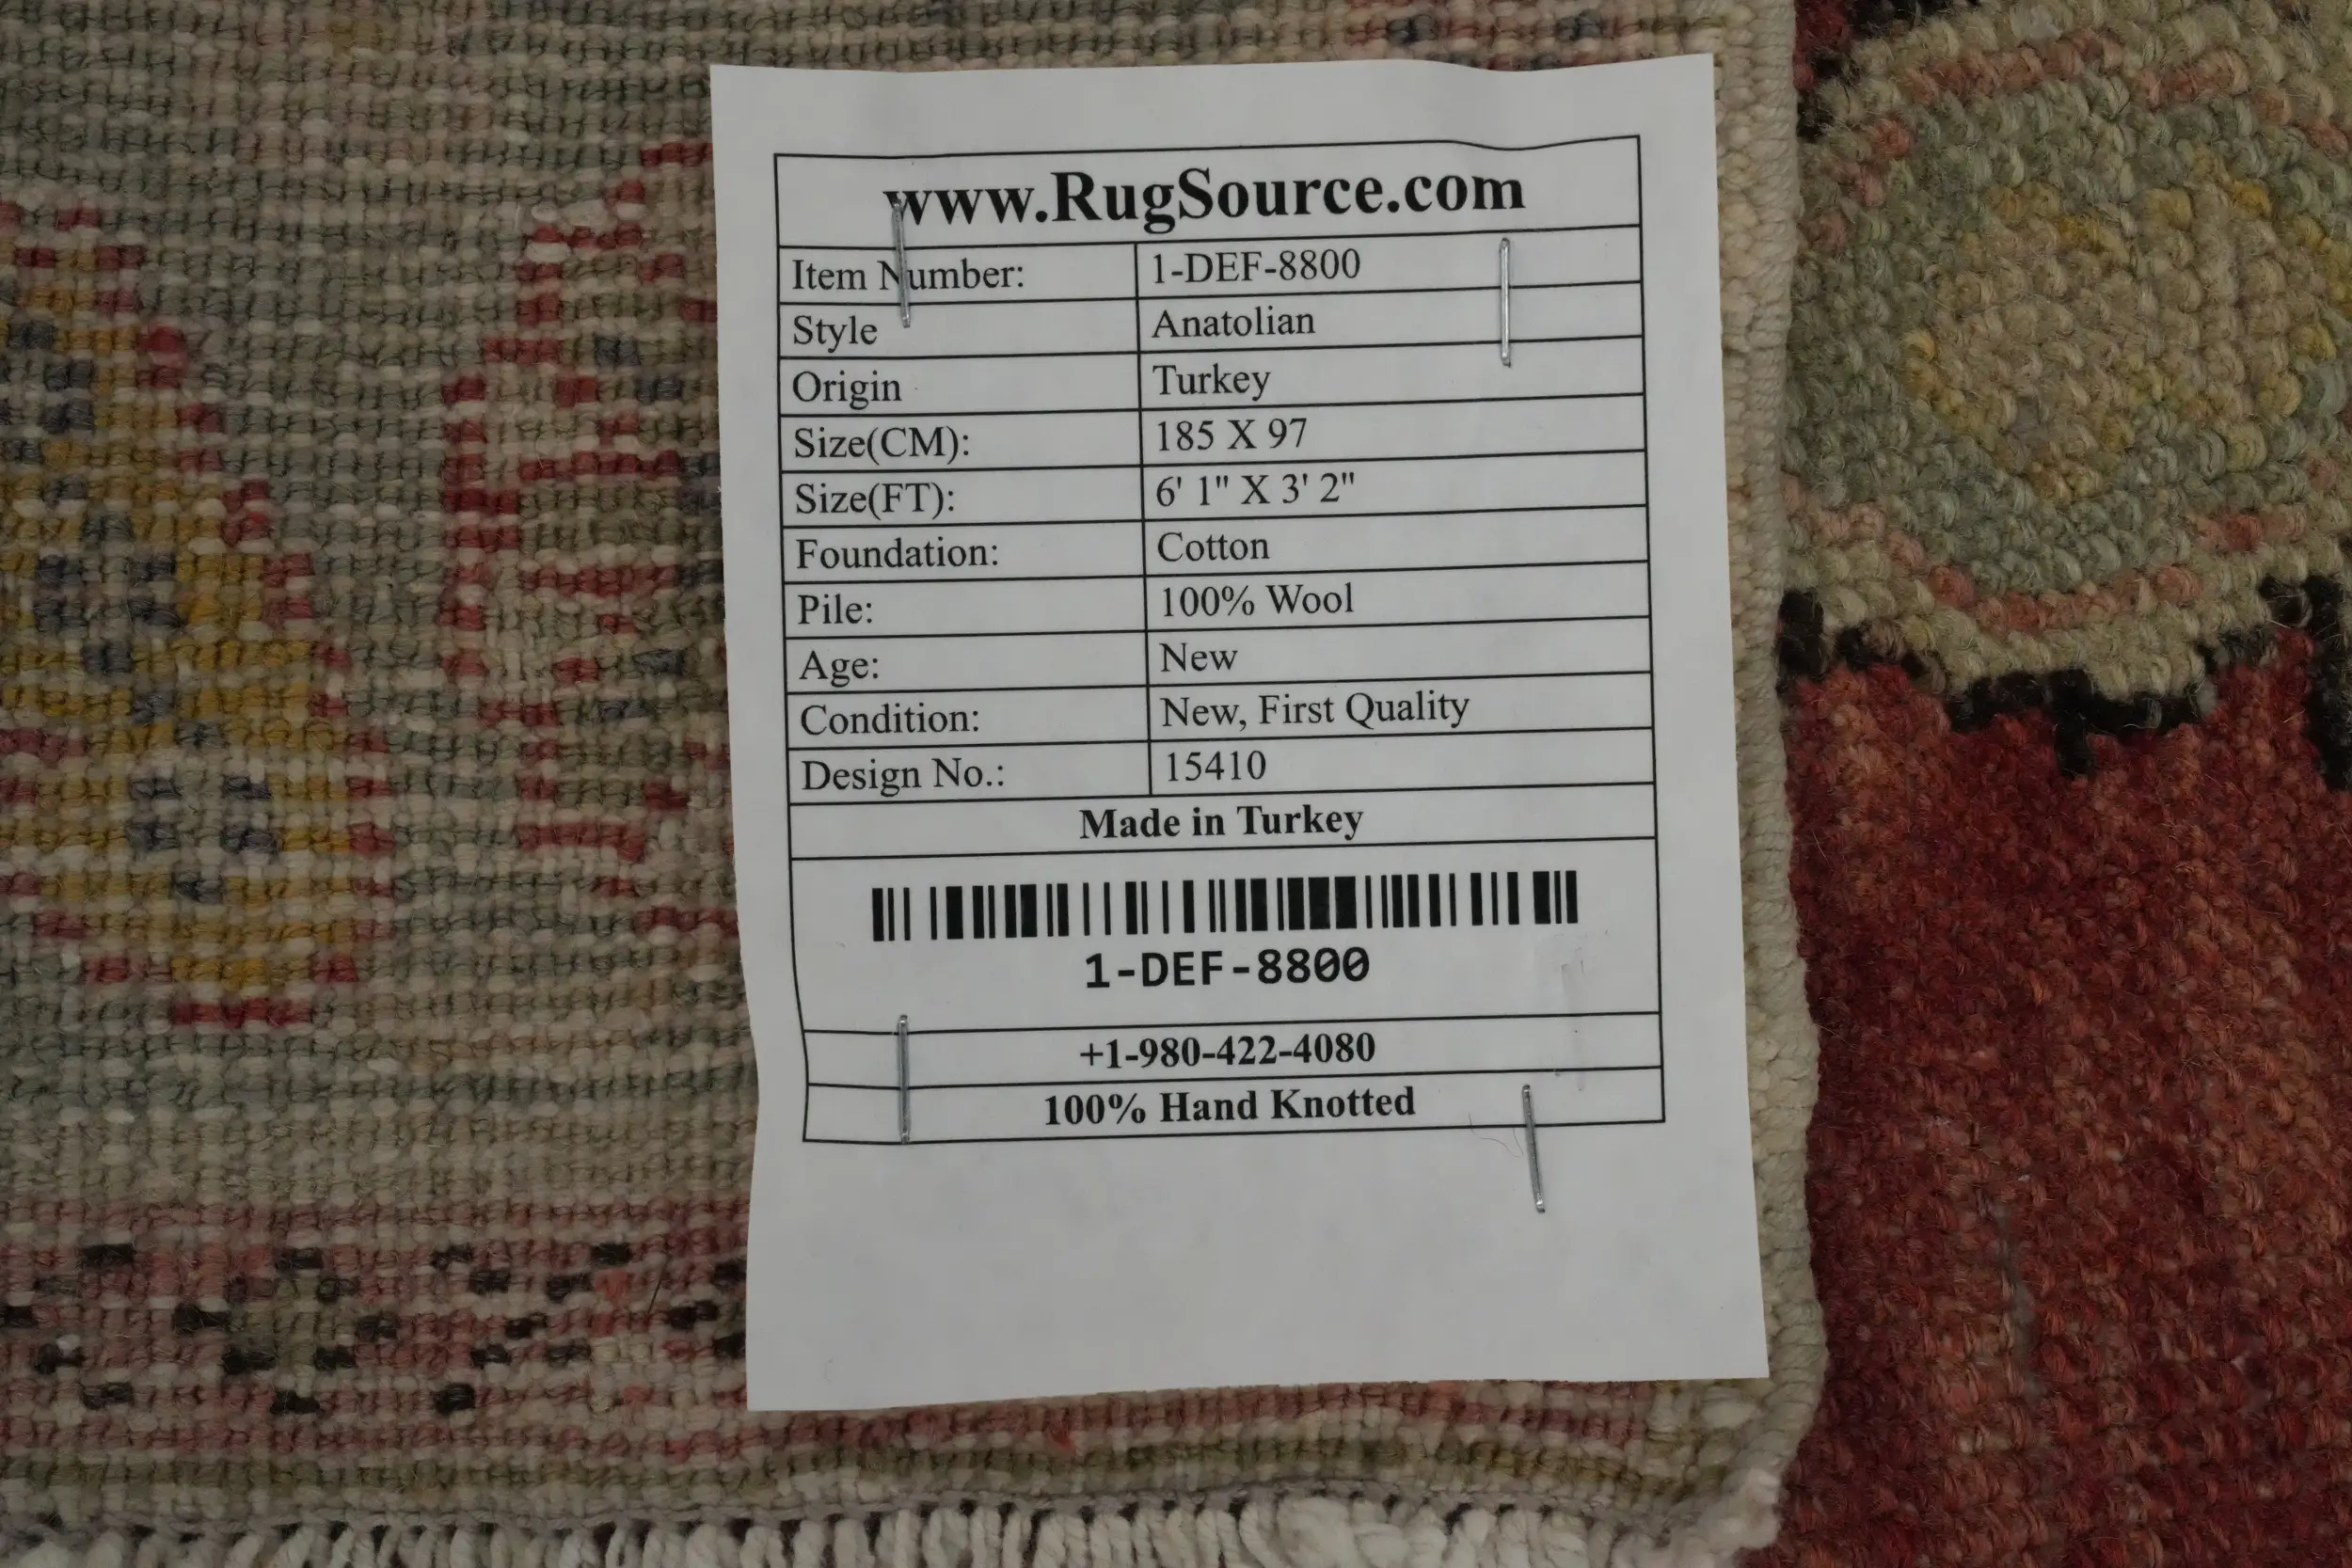 www.RugSource.com
Item Number: 1-DEF-8800
Style Anatolian
Origin Turkey
Size(CM): 185 X 97
Size(FT): 6' 1" X 3' 2"
Foundation: Cotton
Pile: 100% Wool
Age: New
Condition: New, First Quality
Design No.: 15410
Made in Turkey
1-DEF-8800
+1-980-422-4080
100% Hand Knotted